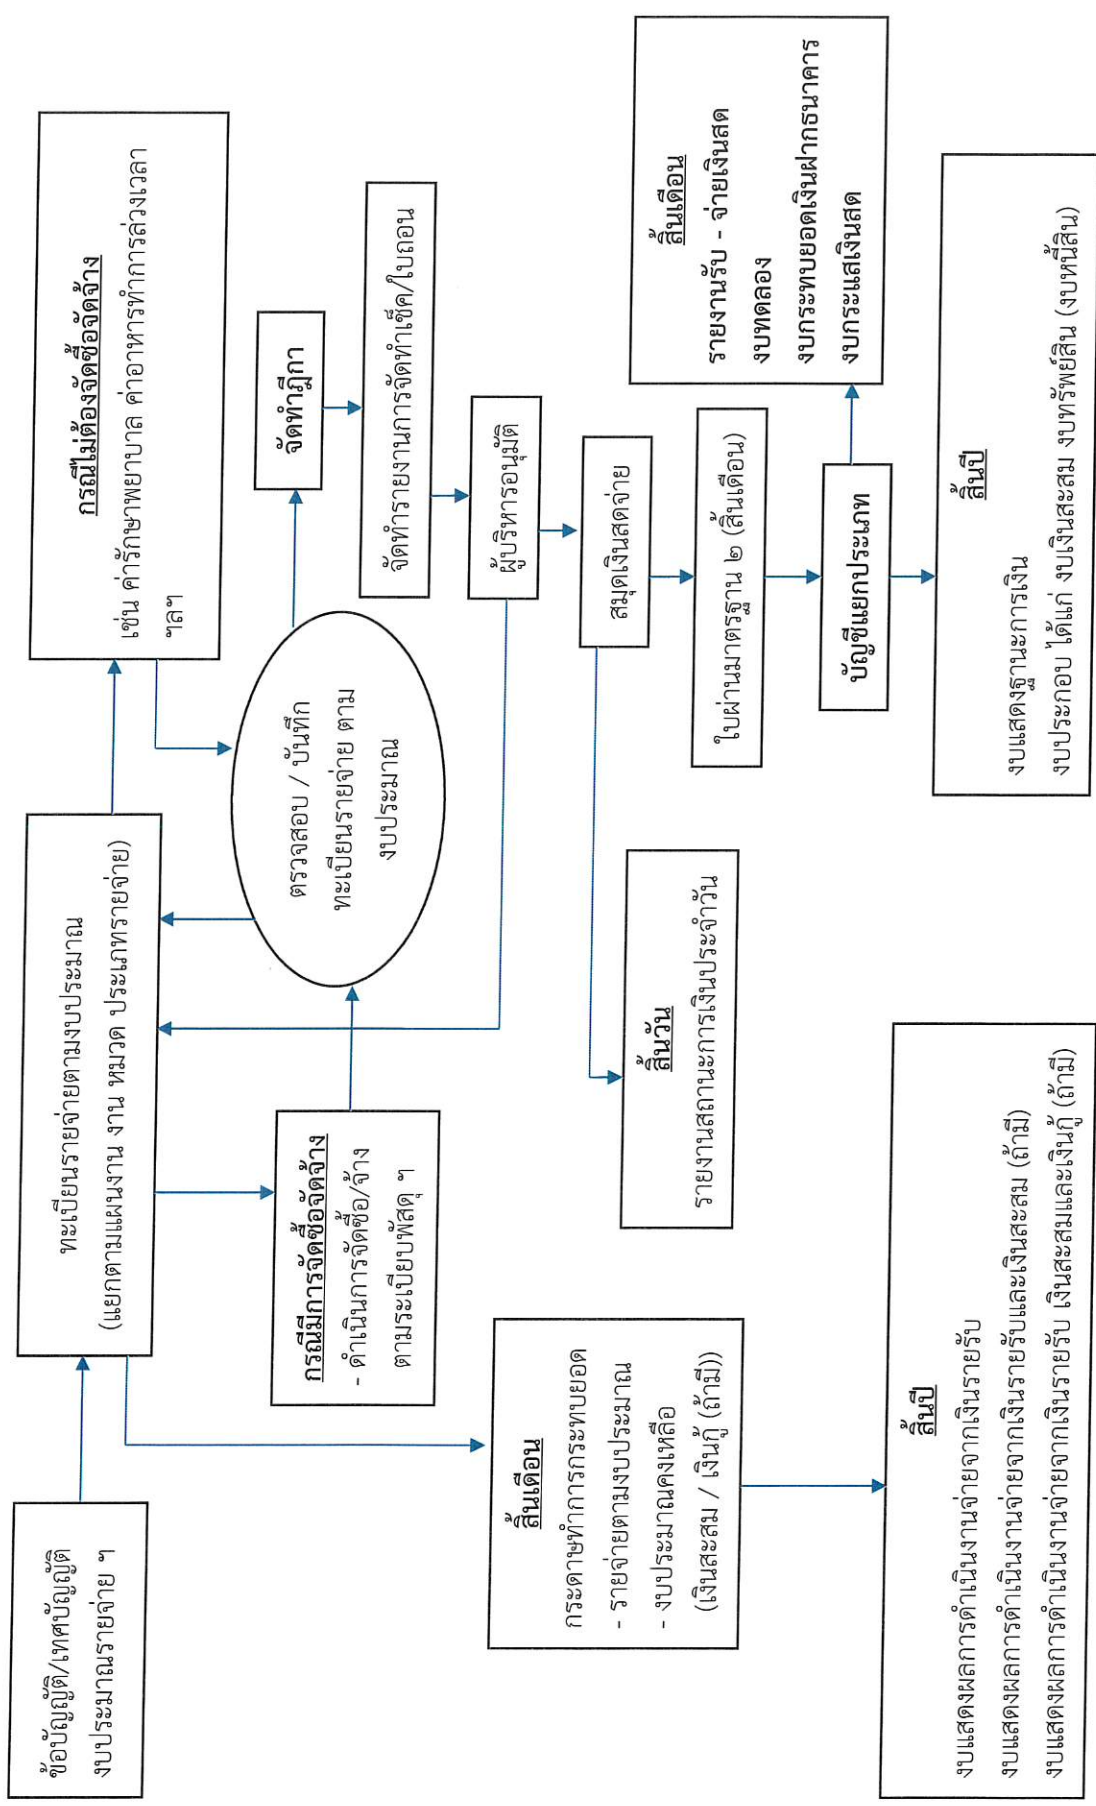 ข้อบัญญัติ/เทศบัญญัติ
งบประมาณรายจ่าย ๆ
ทะเบียนรายจ่ายตามงบประมาณ
(แยกตามแผนงาน งาน หมวด ประเภทรายจ่าย)
กรณีไม่ต้องจัดซื้อจัดจ้าง
เช่น ค่ารักษาพยาบาล ค่าอาหารทำการล่วงเวลา
ฯลฯ
กรณีมีการจัดซื้อจัดจ้าง
- ดำเนินการจัดซื้อ/จ้าง
ตามระเบียบพัสดุ ๆ
ตรวจสอบ / บันทึก
ทะเบียนรายจ่าย ตาม
งบประมาณ
จัดทำฎีกา
จัดทำรายงานการจัดทำเช็ค/ใบถอน
ผู้บริหารอนุมัติ
สมุดเงินสดจ่าย
ใบผ่านมาตรฐาน ๒ (สิ้นเดือน)
บัญชีแยกประเภท
สิ้นเดือน
รายงานรับ - จ่ายเงินสด
งบทดลอง
งบกระทบยอดเงินฝากธนาคาร
งบกระแสเงินสด
สิ้นวัน
รายงานสถานะการเงินประจำวัน
สิ้นเดือน
กระดาษทำการกระทบยอด
- รายจ่ายตามงบประมาณ
- งบประมาณคงเหลือ
(เงินสะสม / เงินกู้ (ถ้ามี))
สิ้นปี
งบแสดงผลการดำเนินงานจ่ายจากเงินรายรับ
งบแสดงผลการดำเนินงานจ่ายจากเงินรายรับและเงินสะสม (ถ้ามี)
งบแสดงผลการดำเนินงานจ่ายจากเงินรายรับ เงินสะสมและเงินกู้ (ถ้ามี)
สิ้นปี
งบแสดงฐานะการเงิน
งบประกอบ ได้แก่ งบเงินสะสม งบทรัพย์สิน (งบหนี้สิน)